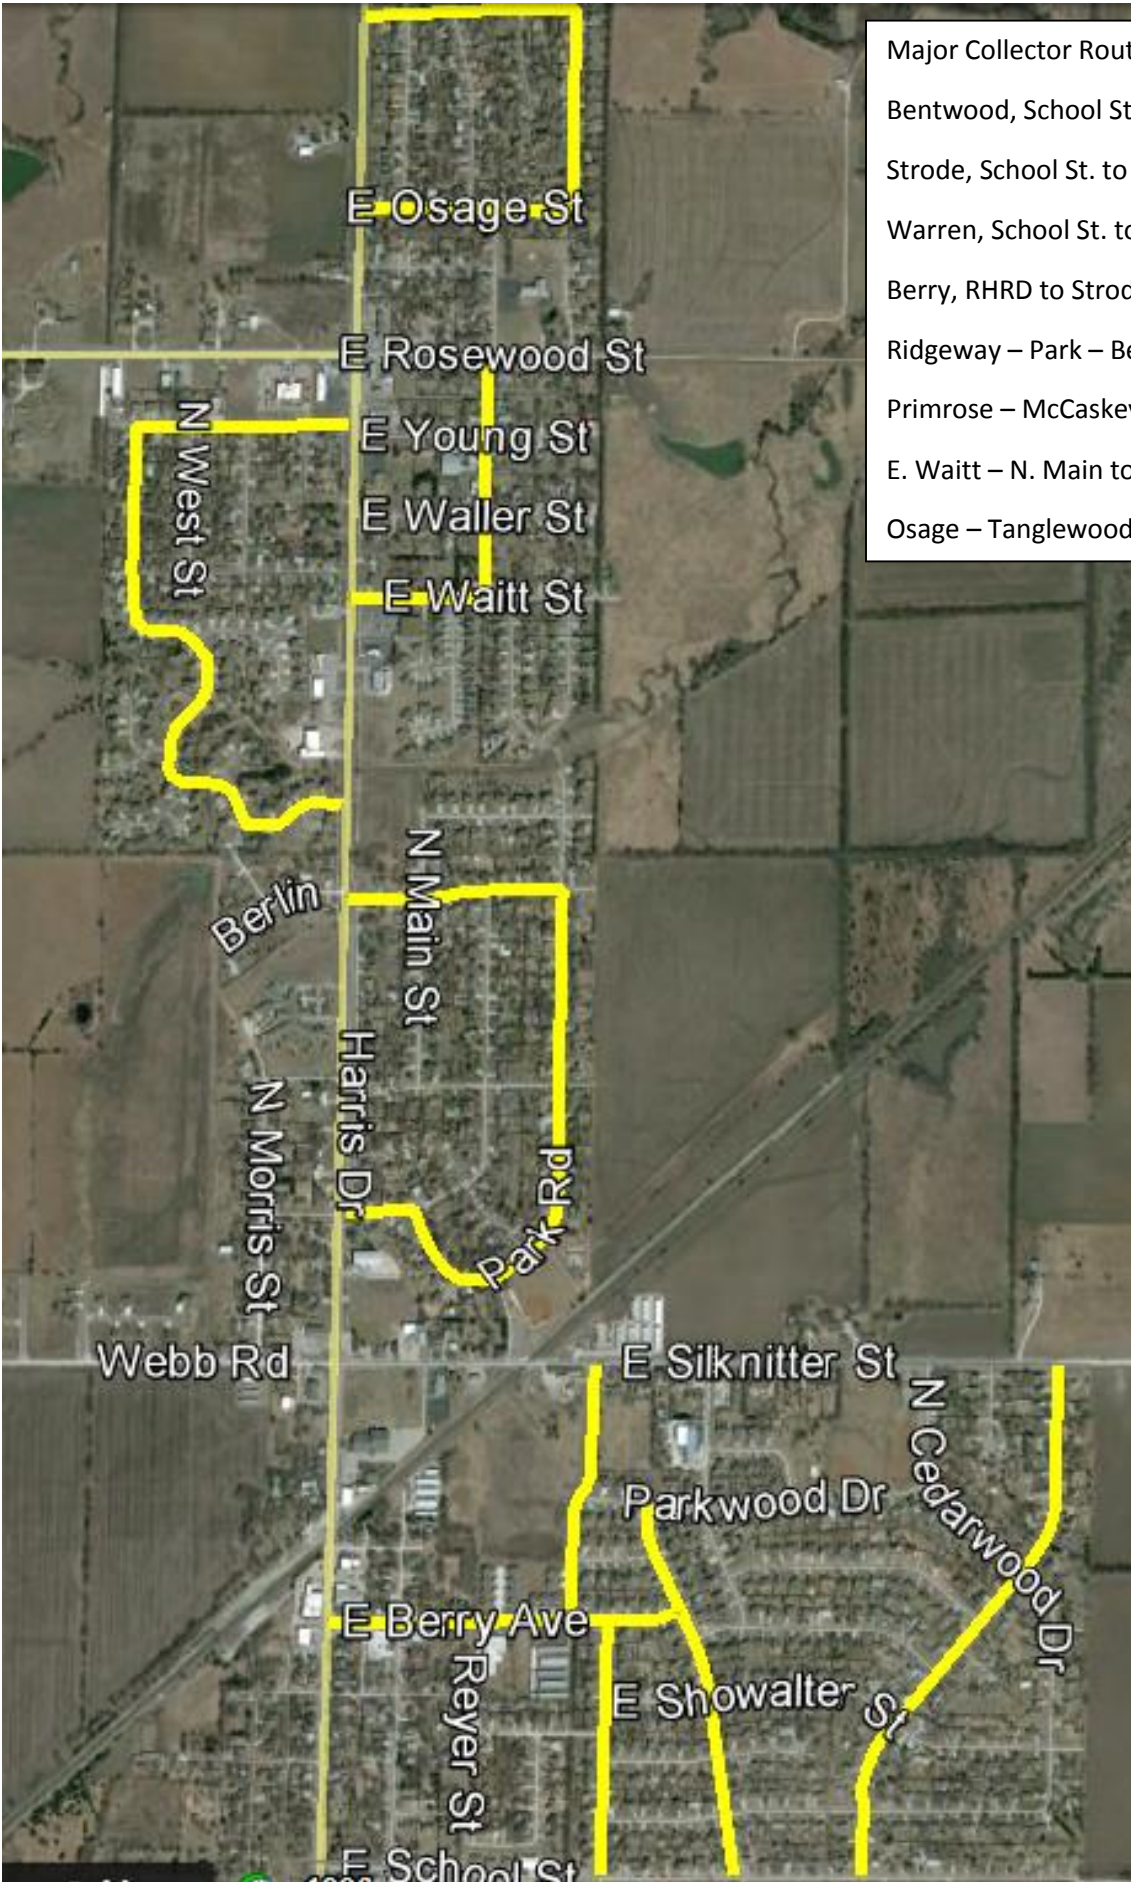 Major Collector Rout
Bentwood, School St
Strode, School St. to
Warren, School St. to
Berry, RHRD to Strod
Ridgeway – Park – Be
Primrose – McCaskey
E. Waitt – N. Main to
Osage – Tanglewood
E Osage St
E Rosewood St
N West St
E Young St
E Waller St
E Waitt St
N Main St
Berlin
Harris Dr
N Morris St
Park Rd
Webb Rd
E Silknitter St
N Cedarwood Dr
Parkwood Dr
E Berry Ave
Reyer St
E Showalter St
E School St